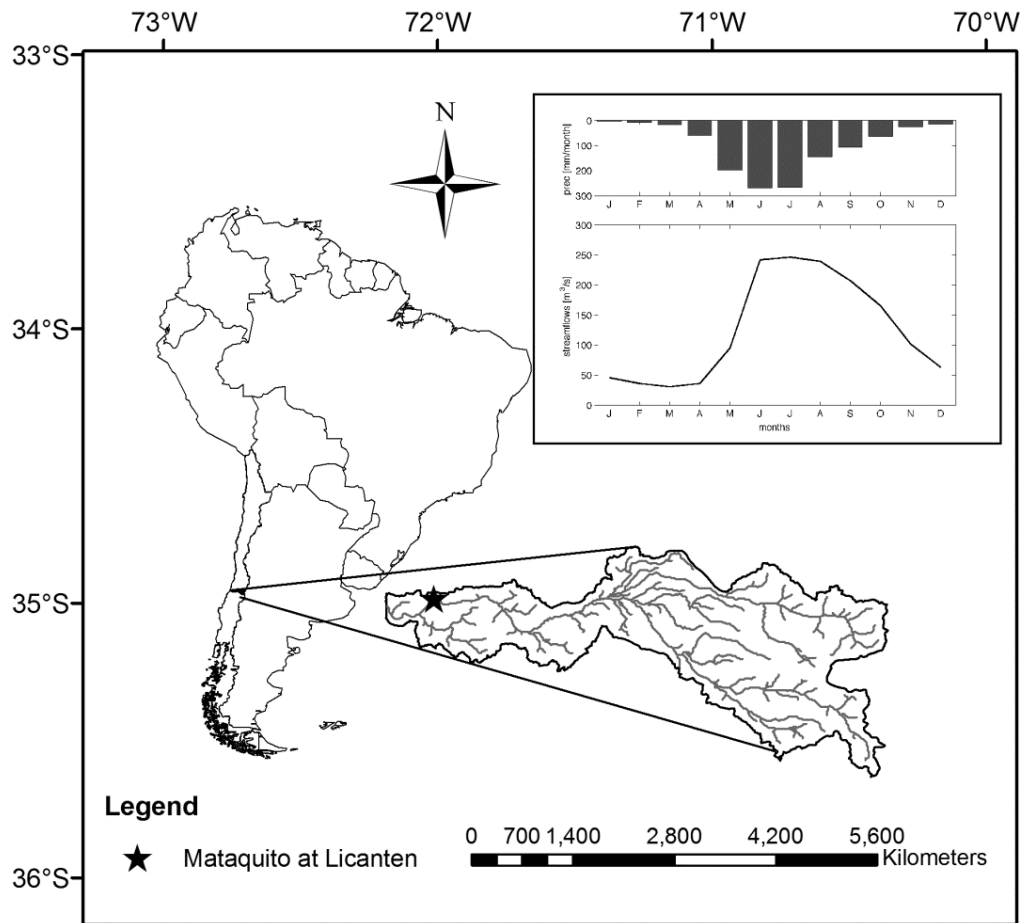 73°W 72°W 71°W 70°W
33°S
34°S
35°S
36°S
N
prec [mm/month]
0
100
200
300
J F M A M J J A S O N D
streamflows [m³/s]
300
250
200
150
100
50
0
J F M A M J J A S O N D
months
Legend
Mataquito at Licanten
0 700 1,400 2,800 4,200 5,600
Kilometers